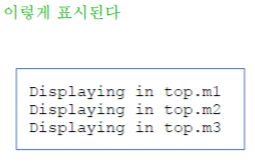 이렇게 표시된다
Displaying in top.m1
Displaying in top.m2
Displaying in top.m3